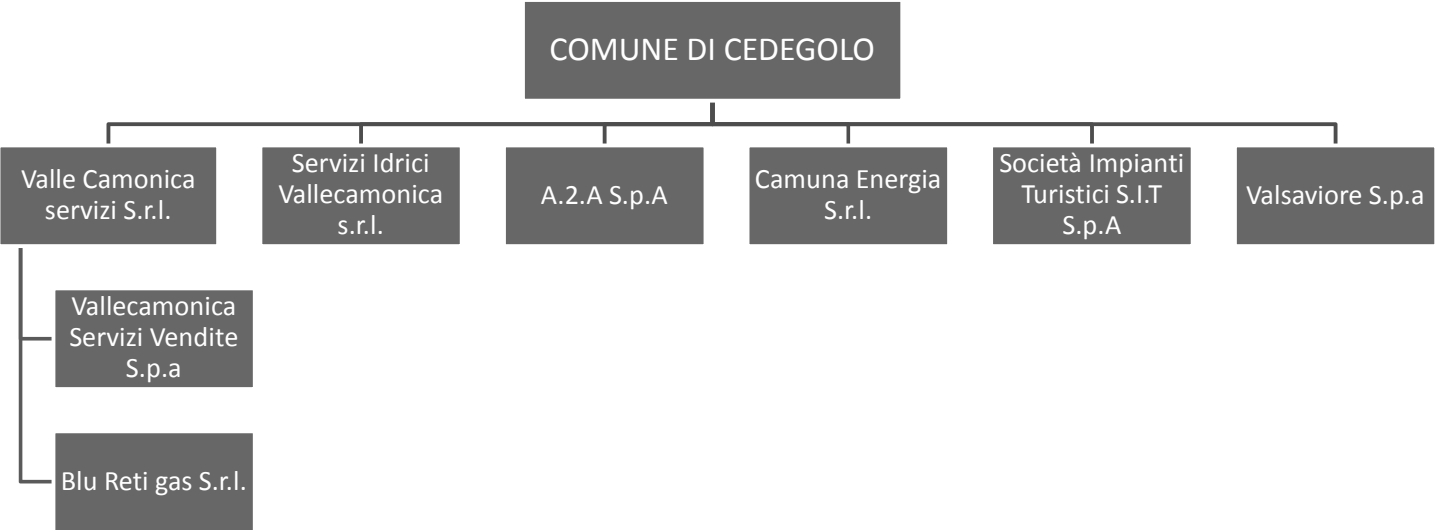 COMUNE DI CEDEGOLO
Valle Camonica
servizi S.r.l.
Servizi Idrici
Vallecamonica
s.r.l.
A.2.A S.p.A
Camuna Energia
S.r.l.
Società Impianti
Turistici S.I.T
S.p.A
Valsaviore S.p.a
Vallecamonica
Servizi Vendite
S.p.a
Blu Reti gas S.r.l.